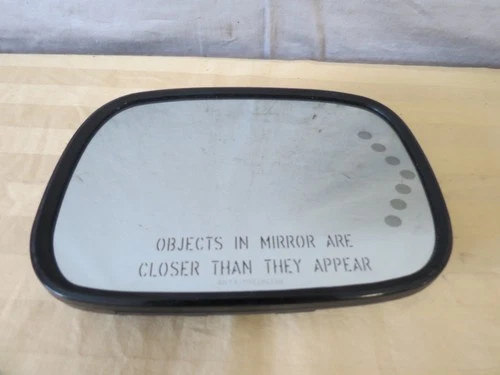 OBJECTS IN MIRROR ARE
CLOSER THAN THEY APPEAR